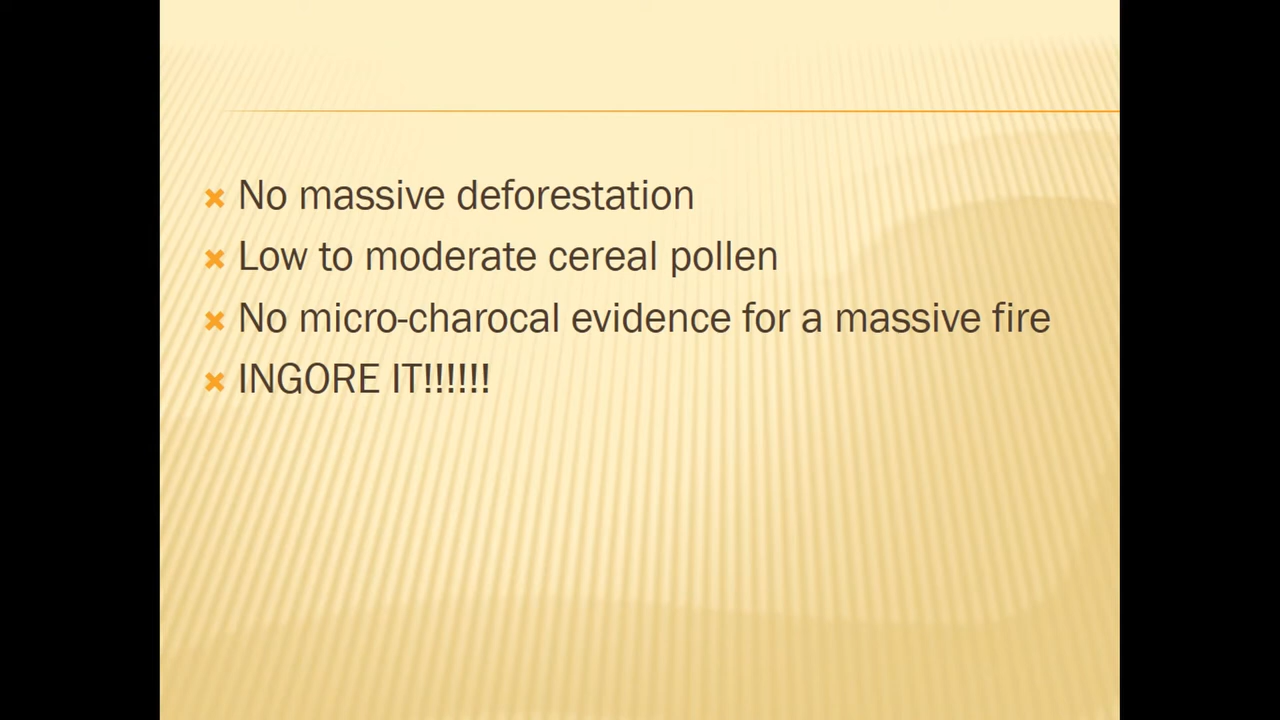 No massive deforestation
Low to moderate cereal pollen
No micro-charocal evidence for a massive fire
INGORE IT!!!!!!